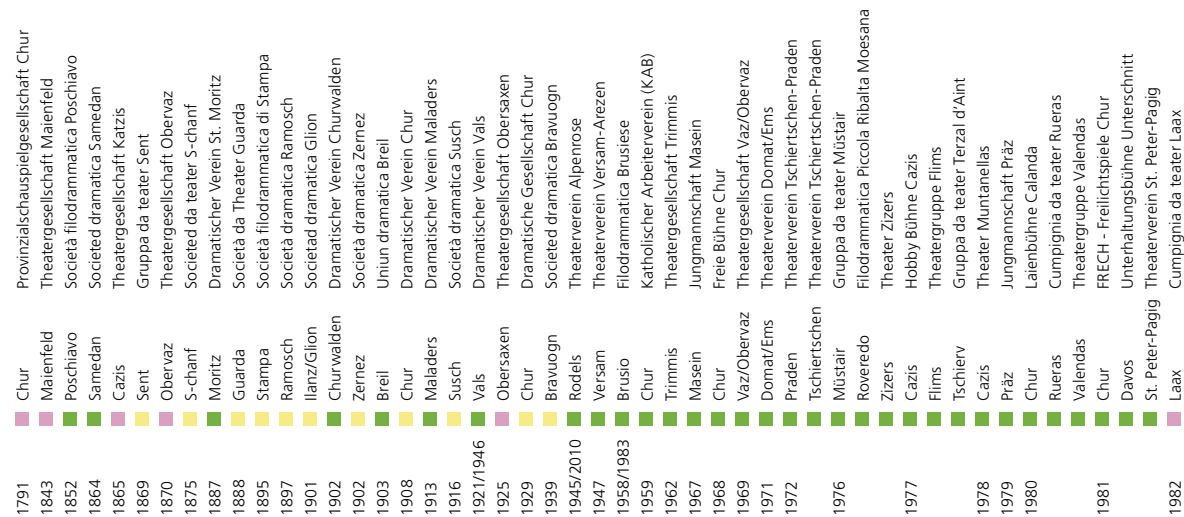 1791 Chur Provinzialschauspielgesellschaft Chur
1843 Maienfeld Theatergesellschaft Maienfeld
1852 Poschiavo Società filodrammatica Poschiavo
1864 Samedan Societed dramatica Samedan
1865 Cazis Theatergesellschaft Katzis
1869 Sent Gruppa da teater Sent
1870 Obervaz Theatergesellschaft Obervaz
1875 S-chanf Societed da teater S-chanf
1887 Moritz Dramatischer Verein St. Moritz
1888 Guarda Società da Theater Guarda
1895 Stampa Società filodrammatica di Stampa
1897 Ramosch Società dramatica Ramosch
1901 Ilanz/Glion Societad dramatica Glion
1902 Churwalden Dramatischer Verein Churwalden
1902 Zernez Società dramatica Zernez
1903 Breil Uniun dramatica Breil
1908 Chur Dramatischer Verein Chur
1913 Maladers Dramatischer Verein Maladers
1916 Susch Società dramatica Susch
1921/1946 Vals Dramatischer Verein Vals
1925 Obersaxen Theatergesellschaft Obersaxen
1929 Chur Dramatische Gesellschaft Chur
1939 Bravuogn Societed dramatica Bravuogn
1945/2010 Rodels Theaterverein Alpenrose
1947 Versam Theaterverein Versam-Arezen
1958/1983 Brusio Filodrammatica Brusiese
1959 Chur Katholischer Arbeiterverein (KAB)
1962 Trimmis Theatergesellschaft Trimmis
1967 Masein Jungmannschaft Masein
1968 Chur Freie Bühne Chur
1969 Vaz/Obervaz Theatergesellschaft Vaz/Obervaz
1971 Domat/Ems Theaterverein Domat/Ems
1972 Praden Theaterverein Tschiertschen-Praden
Tschiertschen Theaterverein Tschiertschen-Praden
1976 Müstair Gruppa da teater Müstair
Roveredo Filodrammatica Piccola Ribalta Moesana
Zizers Theater Zizers
1977 Cazis Hobby Bühne Cazis
Flims Theatergruppe Flims
Tschierv Gruppa da teater Terzal d'Aint
1978 Cazis Theater Muntanellas
1979 Präz Jungmannschaft Präz
1980 Chur Laienbühne Calanda
Rueras Cumpignia da teater Rueras
Valendas Theatergruppe Valendas
1981 Chur FRECH - Freilichtspiele Chur
Davos Unterhaltungsbühne Unterschnitt
St. Peter-Pagig Theaterverein St. Peter-Pagig
1982 Laax Cumpignia da teater Laax